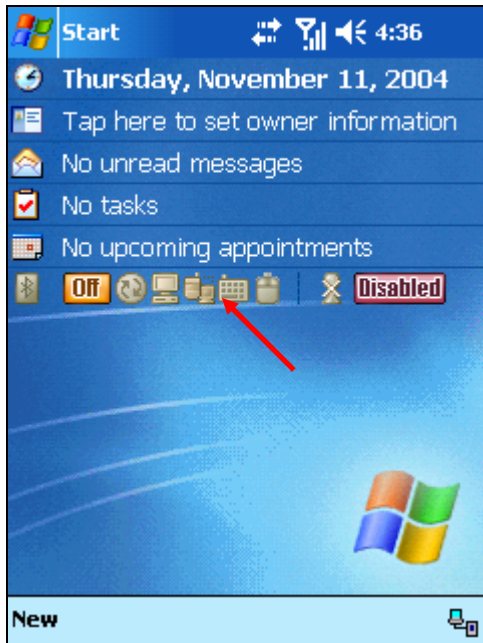 Start 4:36
Thursday, November 11, 2004
Tap here to set owner information
No unread messages
No tasks
No upcoming appointments
Off Disabled
New